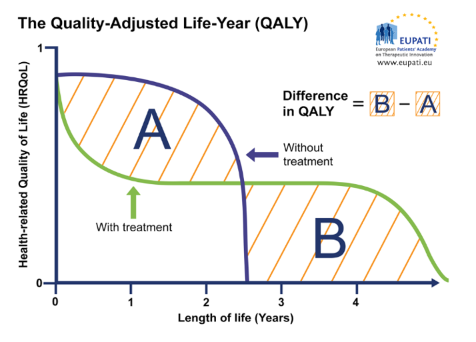 The Quality-Adjusted Life-Year (QALY)
EUPATI
European Patients' Academy
on Therapeutic Innovation
www.eupati.eu
1
Health-related Quality of Life (HRQoL)
A
Difference
in QALY
= B – A
Without
treatment
With treatment
B
0
0 1 2 3 4
Length of life (Years)